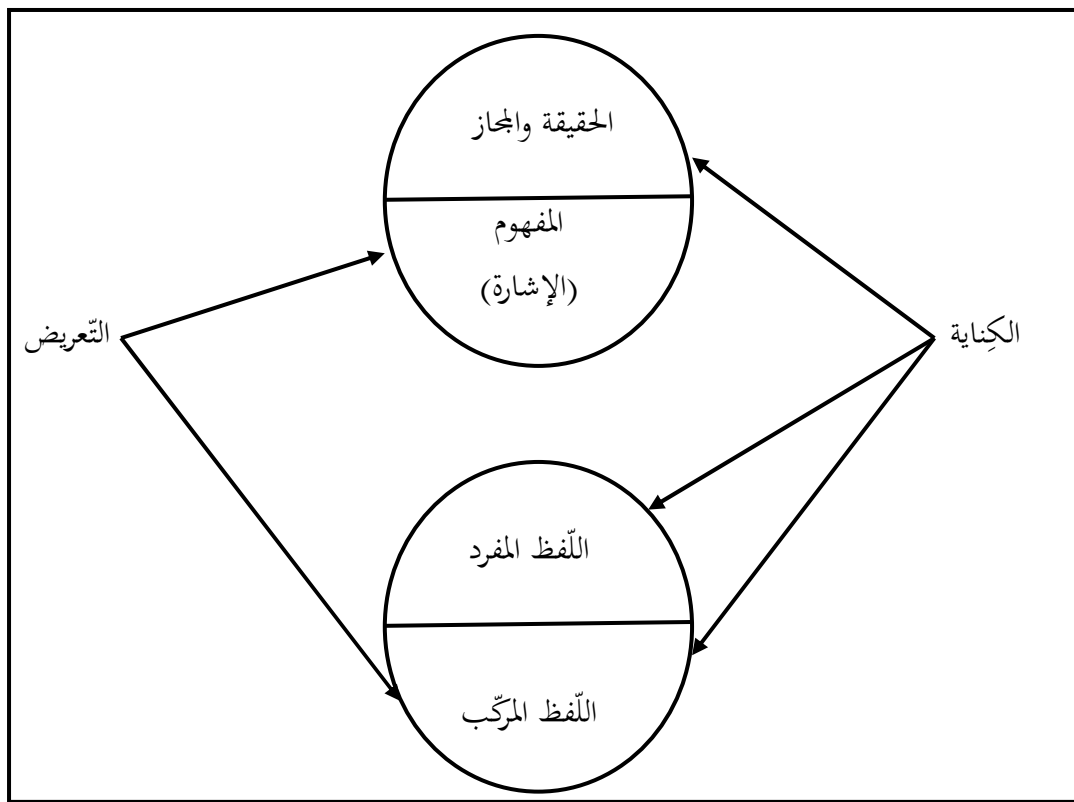 الحقيقة والمجاز
المفهوم
(الإشارة)
الكِناية
التّعريض
اللّفظ المفرد
اللّفظ المركّب